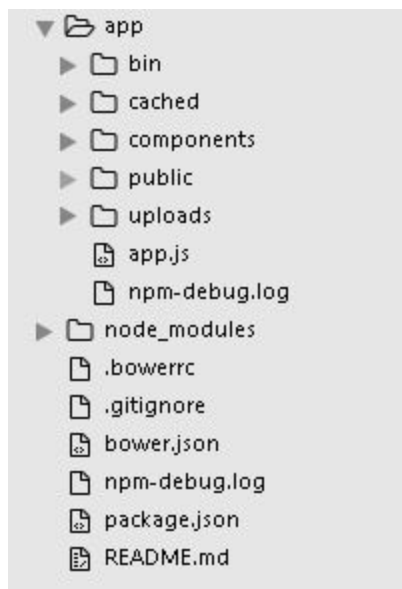 app
bin
cached
components
public
uploads
app.js
npm-debug.log
node_modules
.bowerrc
.gitignore
bower.json
npm-debug.log
package.json
README.md